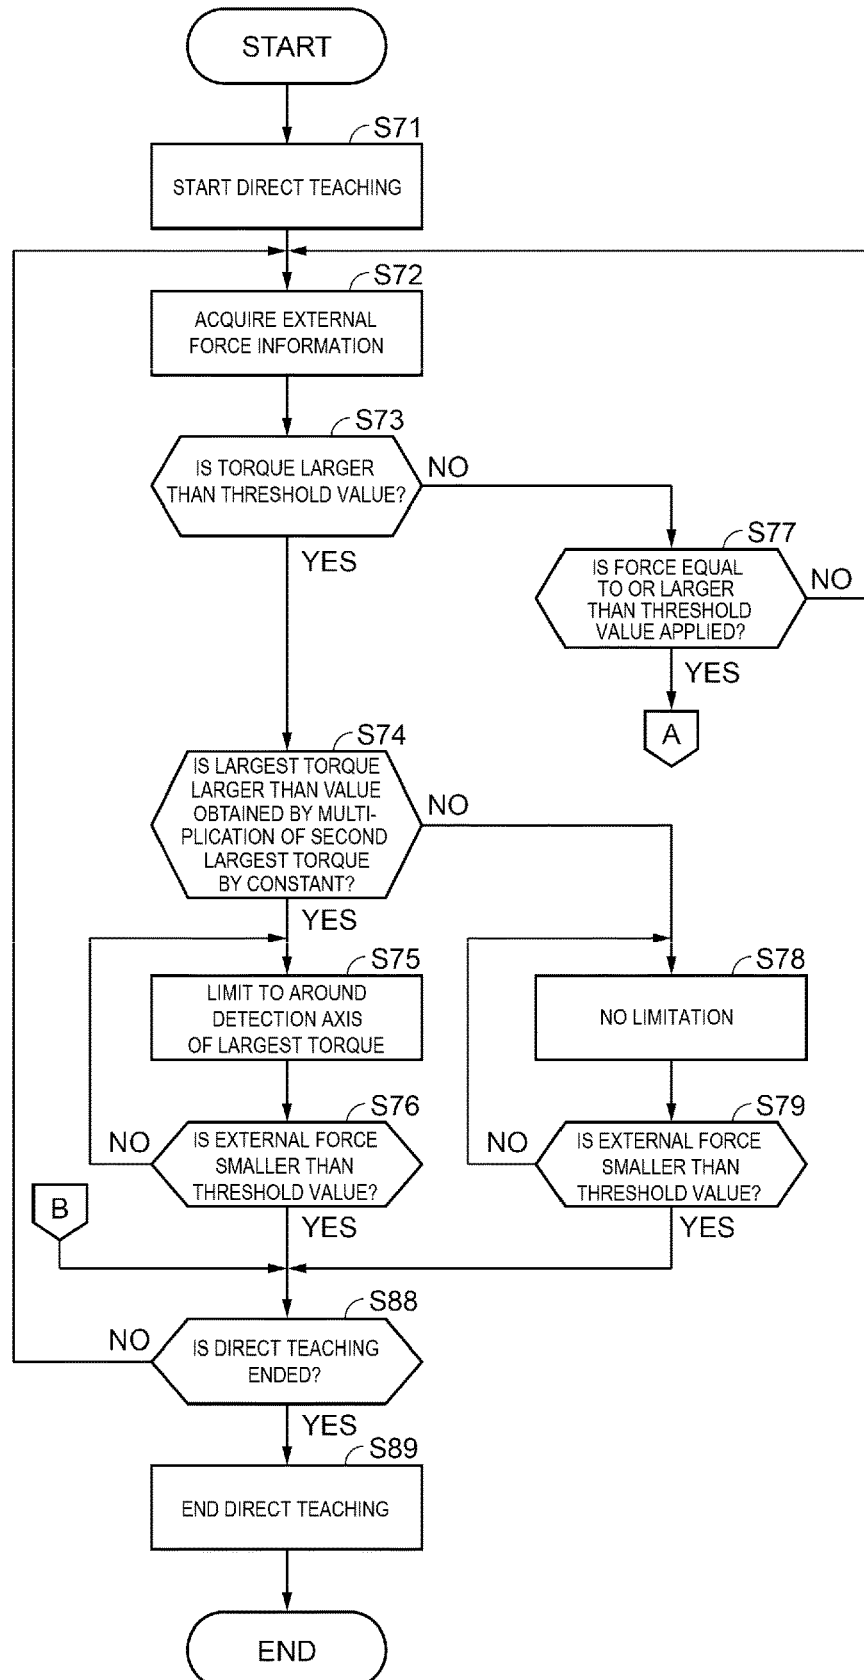 START
S71
START DIRECT TEACHING
S72
ACQUIRE EXTERNAL
FORCE INFORMATION
S73
IS TORQUE LARGER
THAN THRESHOLD VALUE?
NO
YES
S77
IS FORCE EQUAL
TO OR LARGER
THAN THRESHOLD
VALUE APPLIED?
NO
YES
A
S74
IS LARGEST TORQUE
LARGER THAN VALUE
OBTAINED BY MULTI-
PLICATION OF SECOND
LARGEST TORQUE
BY CONSTANT?
NO
YES
S75
LIMIT TO AROUND
DETECTION AXIS
OF LARGEST TORQUE
S78
NO LIMITATION
S76
IS EXTERNAL FORCE
SMALLER THAN
THRESHOLD VALUE?
NO
YES
S79
IS EXTERNAL FORCE
SMALLER THAN
THRESHOLD VALUE?
NO
YES
B
S88
IS DIRECT TEACHING
ENDED?
NO
YES
S89
END DIRECT TEACHING
END